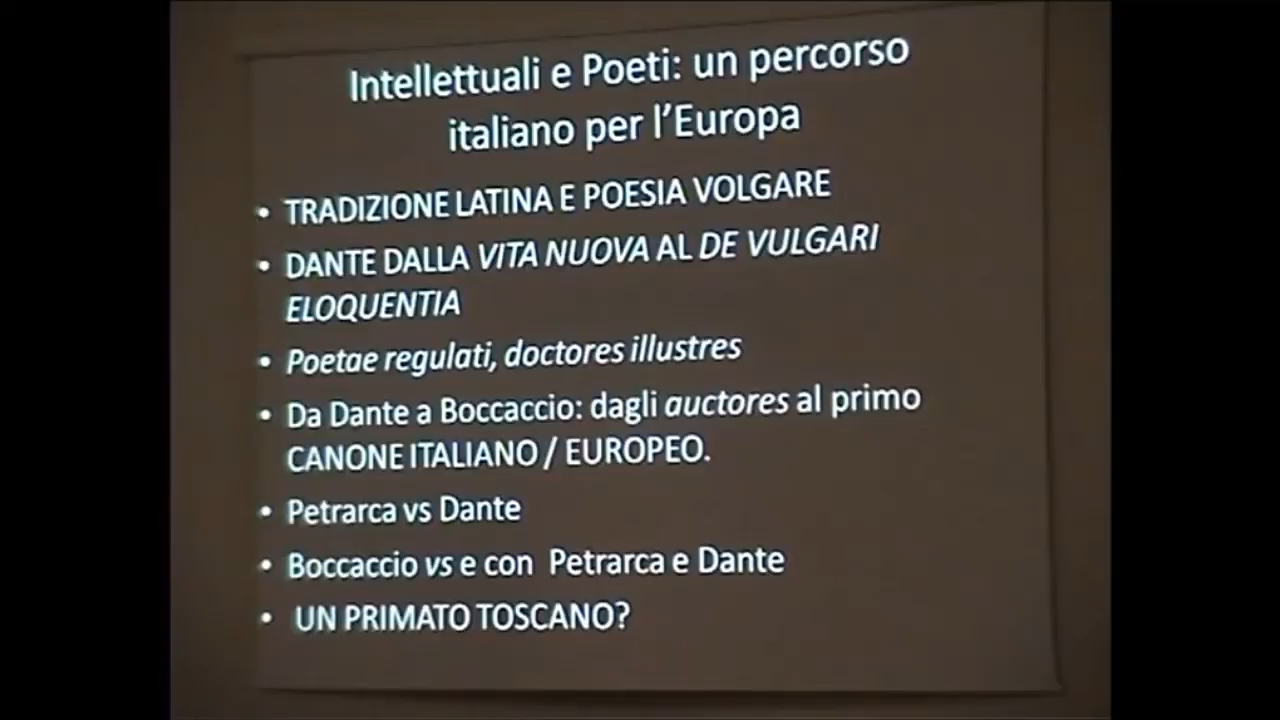 Intellettuali e Poeti: un percorso
italiano per l'Europa
• TRADIZIONE LATINA E POESIA VOLGARE
• DANTE DALLA VITA NUOVA AL DE VULGARI
ELOQUENTIA
• Poetae regulati, doctores illustres
• Da Dante a Boccaccio: dagli auctores al primo
CANONE ITALIANO / EUROPEO.
• Petrarca vs Dante
• Boccaccio vs e con Petrarca e Dante
• UN PRIMATO TOSCANO?